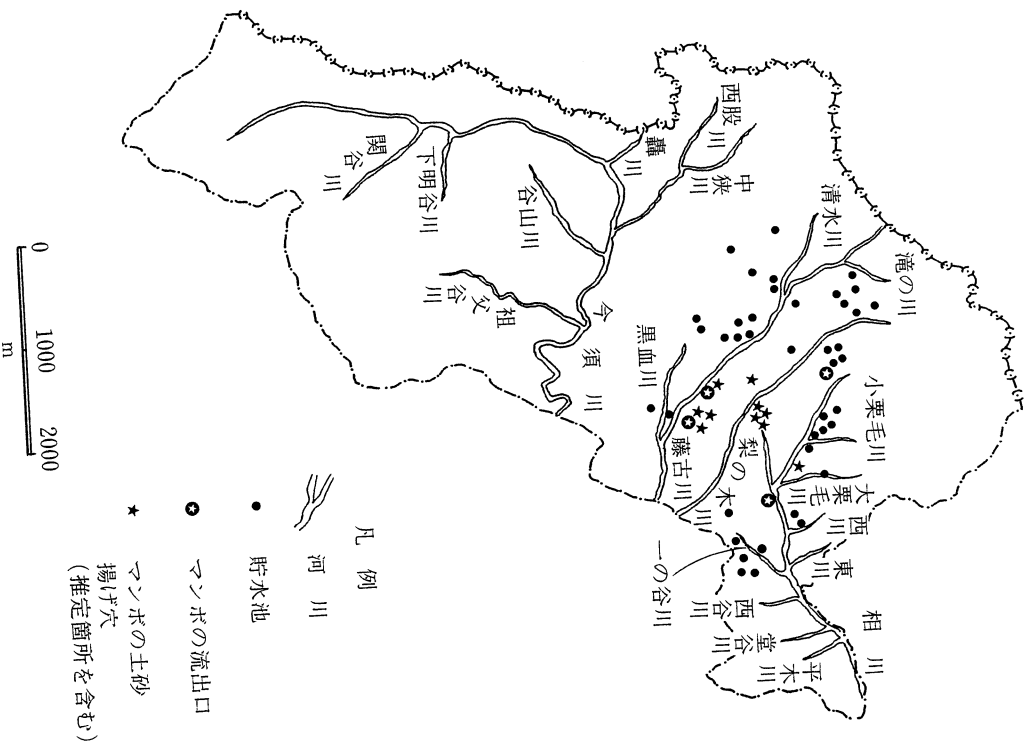 西股川
中狭川
轟川
清水川
滝の川
関谷川
下明谷川
谷山川
祖父谷川
今須川
黒血川
藤古川
梨の木川
小栗毛川
大栗毛川
西川
東川
相川
一の谷川
西谷川
堂谷川
平木川
0 1000 2000
m
凡例
河川
貯水池
マンボの流出口
マンボの土砂
揚げ穴
(推定箇所を含む)